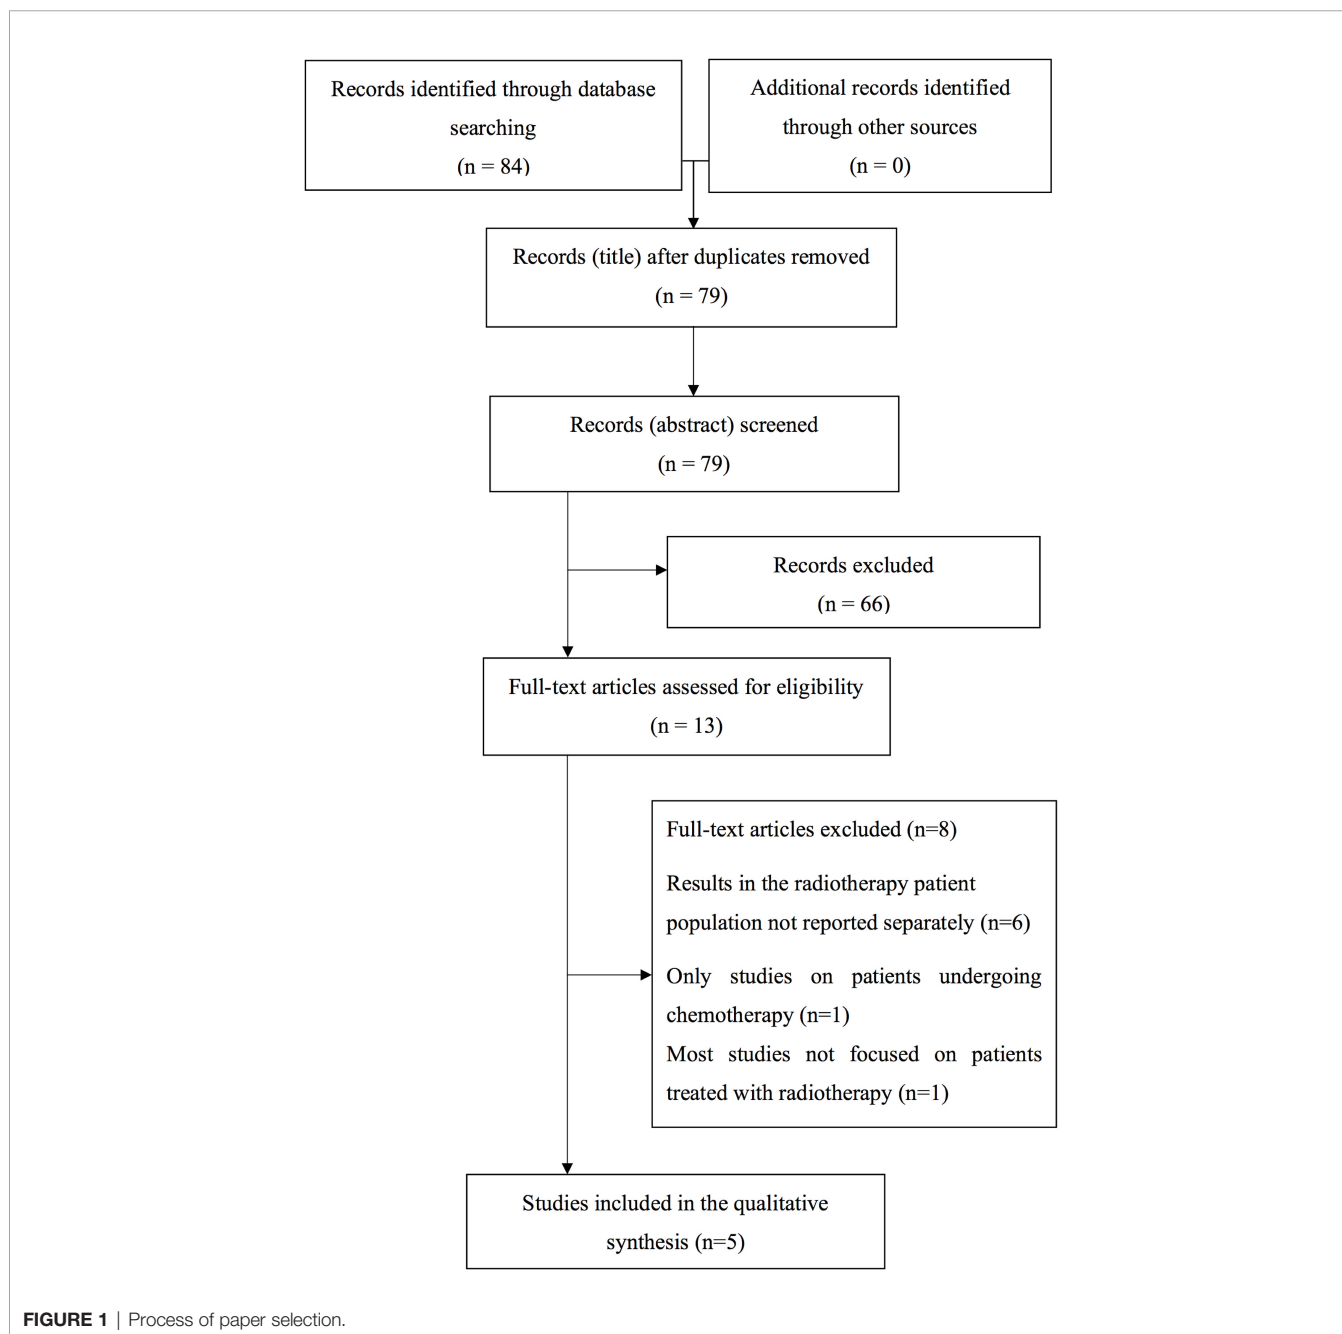 Records identified through database
searching
(n = 84)
Additional records identified
through other sources
(n = 0)
Records (title) after duplicates removed
(n = 79)
Records (abstract) screened
(n = 79)
Records excluded
(n = 66)
Full-text articles assessed for eligibility
(n = 13)
Full-text articles excluded (n=8)
Results in the radiotherapy patient
population not reported separately (n=6)
Only studies on patients undergoing
chemotherapy (n=1)
Most studies not focused on patients
treated with radiotherapy (n=1)
Studies included in the qualitative
synthesis (n=5)
FIGURE 1 | Process of paper selection.